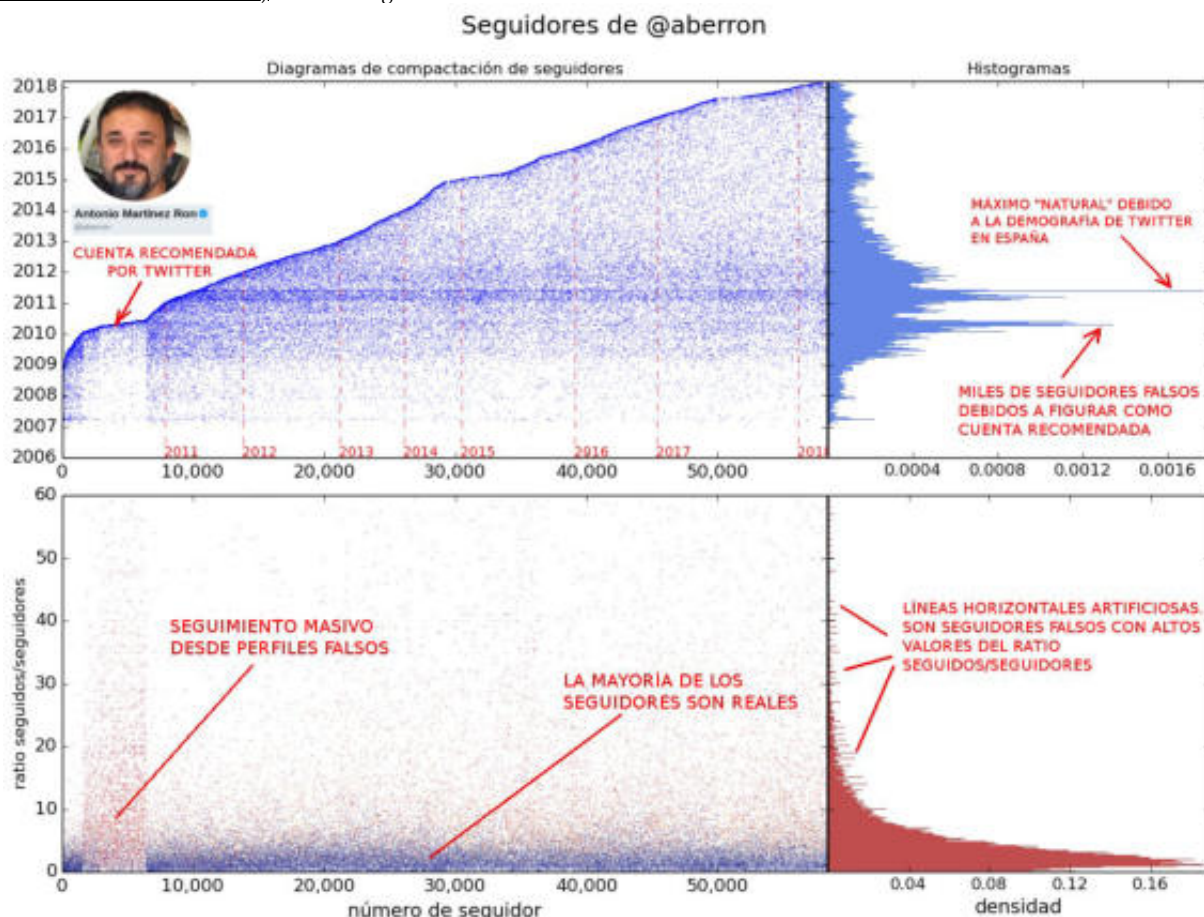 Seguidores de @aberron
Diagramas de compactación de seguidores
Histogramas
2018
2017
2016
2015
2014
2013
2012
2011
2010
2009
2008
2007
2006
Antonio Martínez Ron
CUENTA RECOMENDADA
POR TWITTER
MÁXIMO "NATURAL" DEBIDO
A LA DEMOGRAFÍA DE TWITTER
EN ESPAÑA
MILES DE SEGUIDORES FALSOS
DEBIDOS A FIGURAR COMO
CUENTA RECOMENDADA
2011
2012
2013
2014
2015
2016
2017
2018
0
10,000
20,000
30,000
40,000
50,000
0.0004
0.0008
0.0012
0.0016
ratio seguidos/seguidores
60
50
40
30
20
10
0
SEGUIMIENTO MASIVO
DESDE PERFILES FALSOS
LA MAYORÍA DE LOS
SEGUIDORES SON REALES
LÍNEAS HORIZONTALES ARTIFICIOSAS.
SON SEGUIDORES FALSOS CON ALTOS
VALORES DEL RATIO
SEGUIDOS/SEGUIDORES
0
10,000
20,000
30,000
40,000
50,000
número de seguidor
0.04
0.08
0.12
0.16
densidad